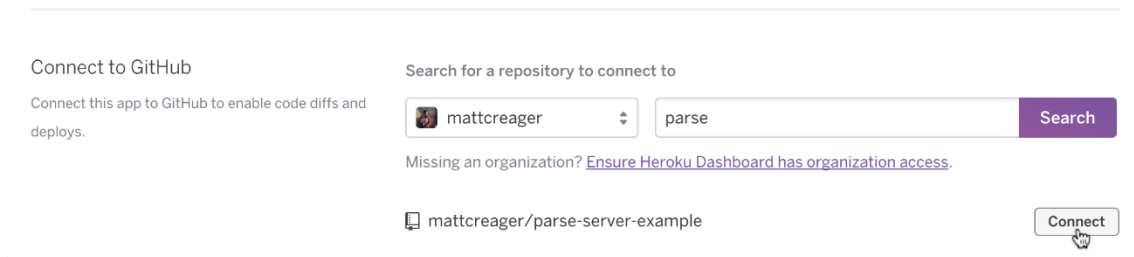 Connect to GitHub
Connect this app to GitHub to enable code diffs and
deploys.
Search for a repository to connect to
mattcreager
parse
Search
Missing an organization? Ensure Heroku Dashboard has organization access.
mattcreager/parse-server-example
Connect